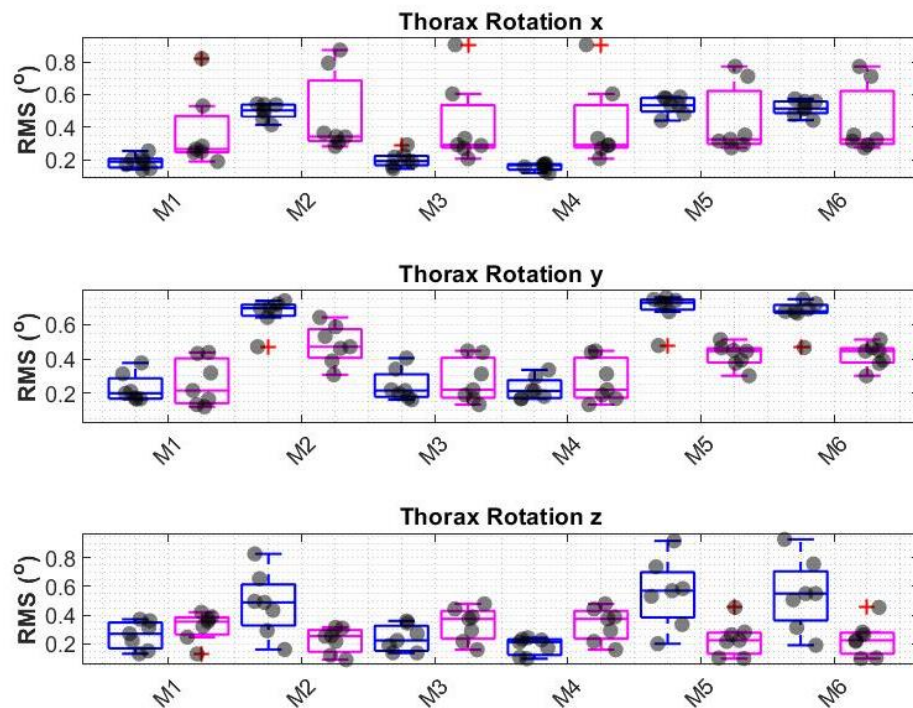 Thorax Rotation x
RMS (°)
0.8
0.6
0.4
0.2
M1 M2 M3 M4 M5 M6
Thorax Rotation y
RMS (°)
0.6
0.4
0.2
M1 M2 M3 M4 M5 M6
Thorax Rotation z
RMS (°)
0.8
0.6
0.4
0.2
M1 M2 M3 M4 M5 M6